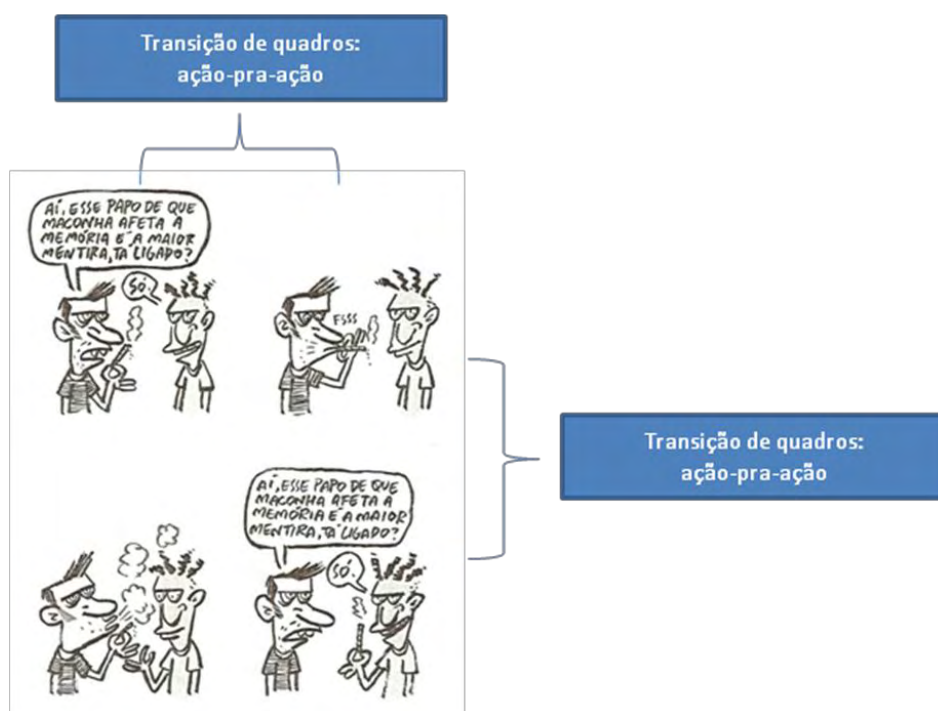 Transição de quadros:
ação-pra-ação
AÍ, ESSE PAPO DE QUE
MACONHA AFETA A
MEMÓRIA É A MAIOR
MENTIRA, TÁ LIGADO?
SÓ.
FSSS
Transição de quadros:
ação-pra-ação
AÍ, ESSE PAPO DE QUE
MACONHA AFETA A
MEMÓRIA É A MAIOR
MENTIRA, TÁ LIGADO?
SÓ.